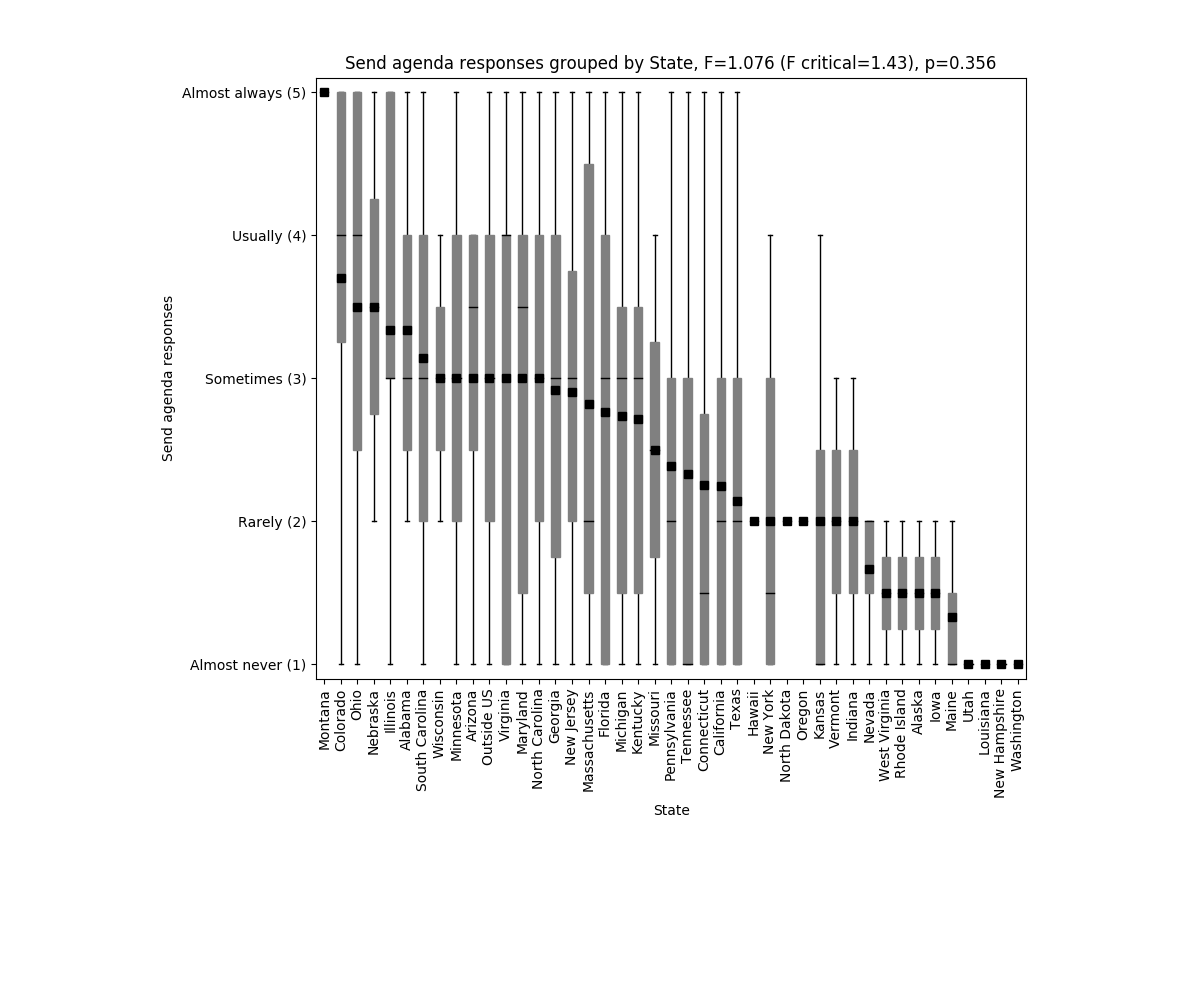 Send agenda responses grouped by State, F=1.076 (F critical=1.43), p=0.356
Almost always (5)
Usually (4)
Sometimes (3)
Rarely (2)
Almost never (1)
Send agenda responses
Montana
Colorado
Ohio
Nebraska
Illinois
Alabama
South Carolina
Wisconsin
Minnesota
Arizona
Outside US
Virginia
Maryland
North Carolina
Georgia
New Jersey
Massachusetts
Florida
Michigan
Kentucky
Missouri
Pennsylvania
Tennessee
Connecticut
California
Texas
Hawaii
New York
North Dakota
Oregon
Kansas
Vermont
Indiana
Nevada
West Virginia
Rhode Island
Alaska
Iowa
Maine
Utah
Louisiana
New Hampshire
Washington
State